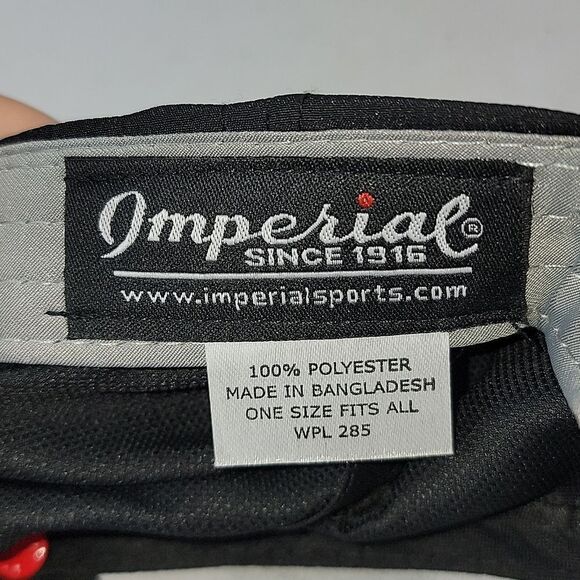 Imperial®
SINCE 1916
www.imperialsports.com
100% POLYESTER
MADE IN BANGLADESH
ONE SIZE FITS ALL
WPL 285